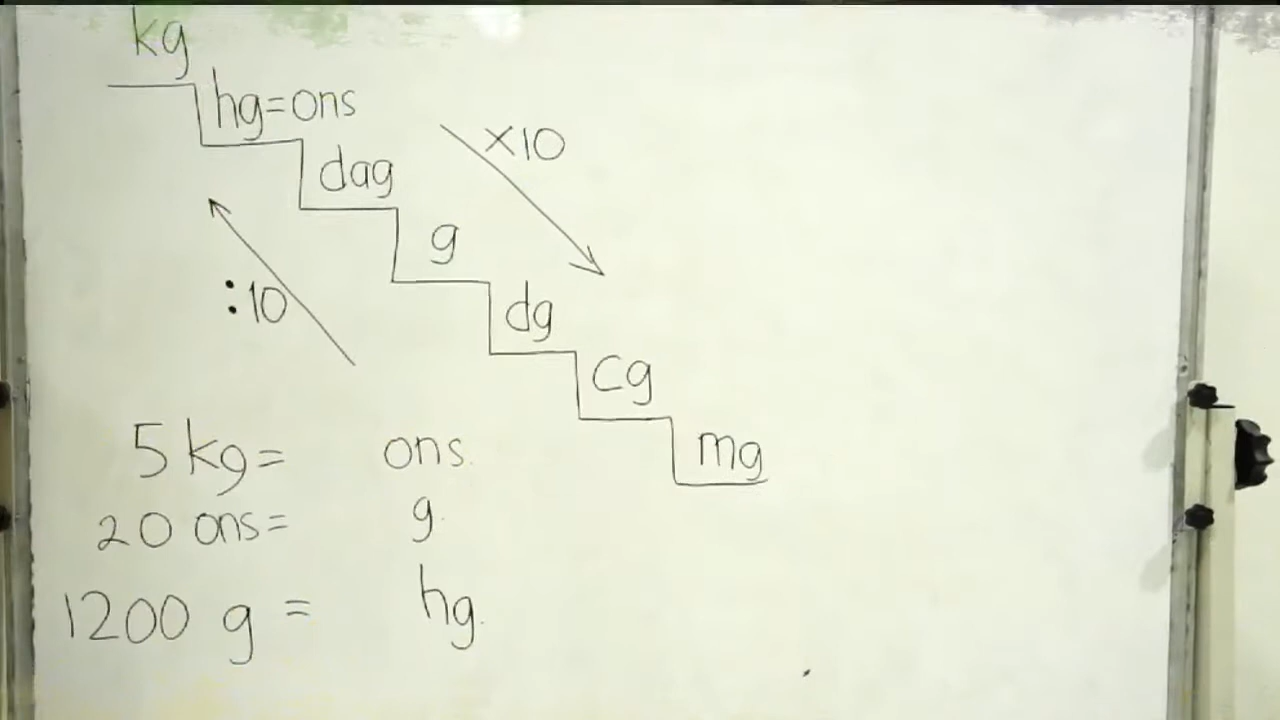 kg
hg=ons
×10
dag
g
:10
dg
cg
mg
5 kg= ons
20 ons= g
1200 g = hg